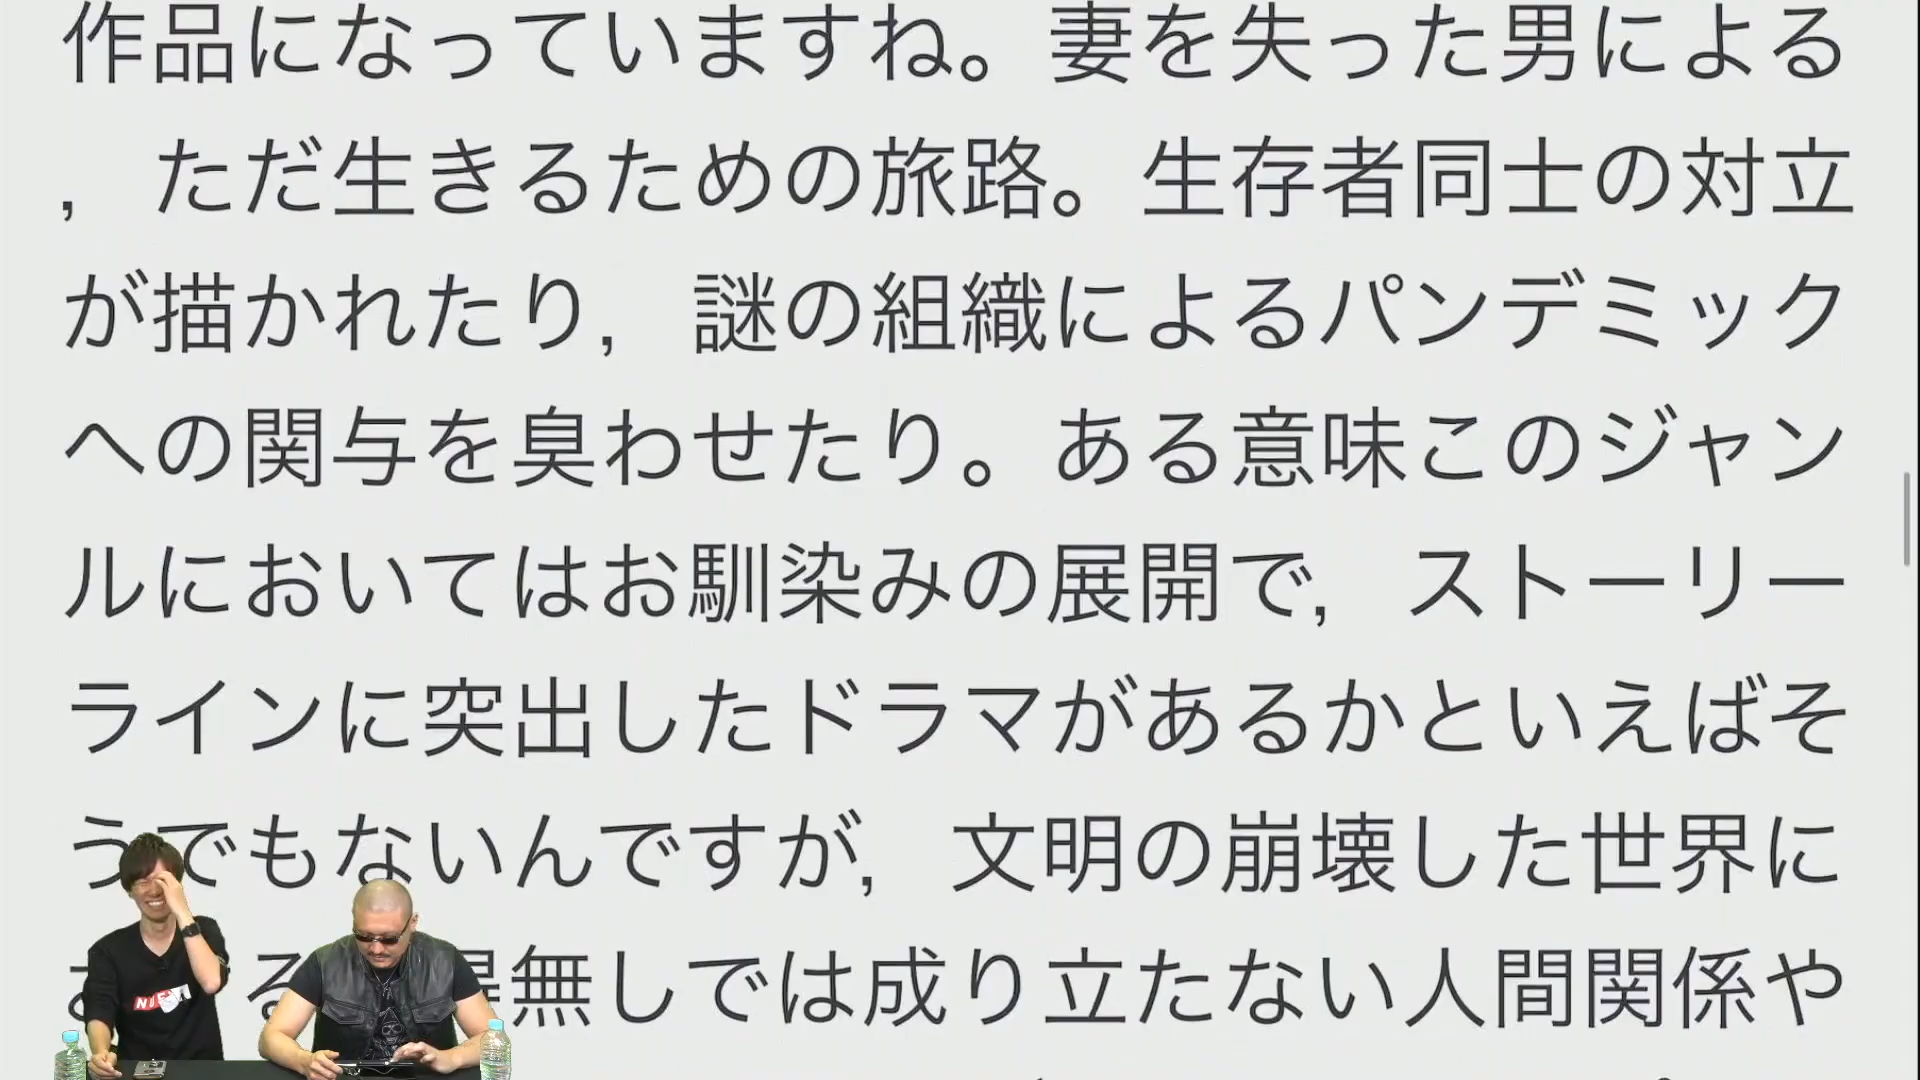 作品になっていますね。妻を失った男による
，ただ生きるための旅路。生存者同士の対立
が描かれたり，謎の組織によるパンデミック
への関与を臭わせたり。ある意味このジャン
ルにおいてはお馴染みの展開で，ストーリー
ラインに突出したドラマがあるかといえばそ
うでもないんですが，文明の崩壊した世界に
る 無しでは成り立たない人間関係や